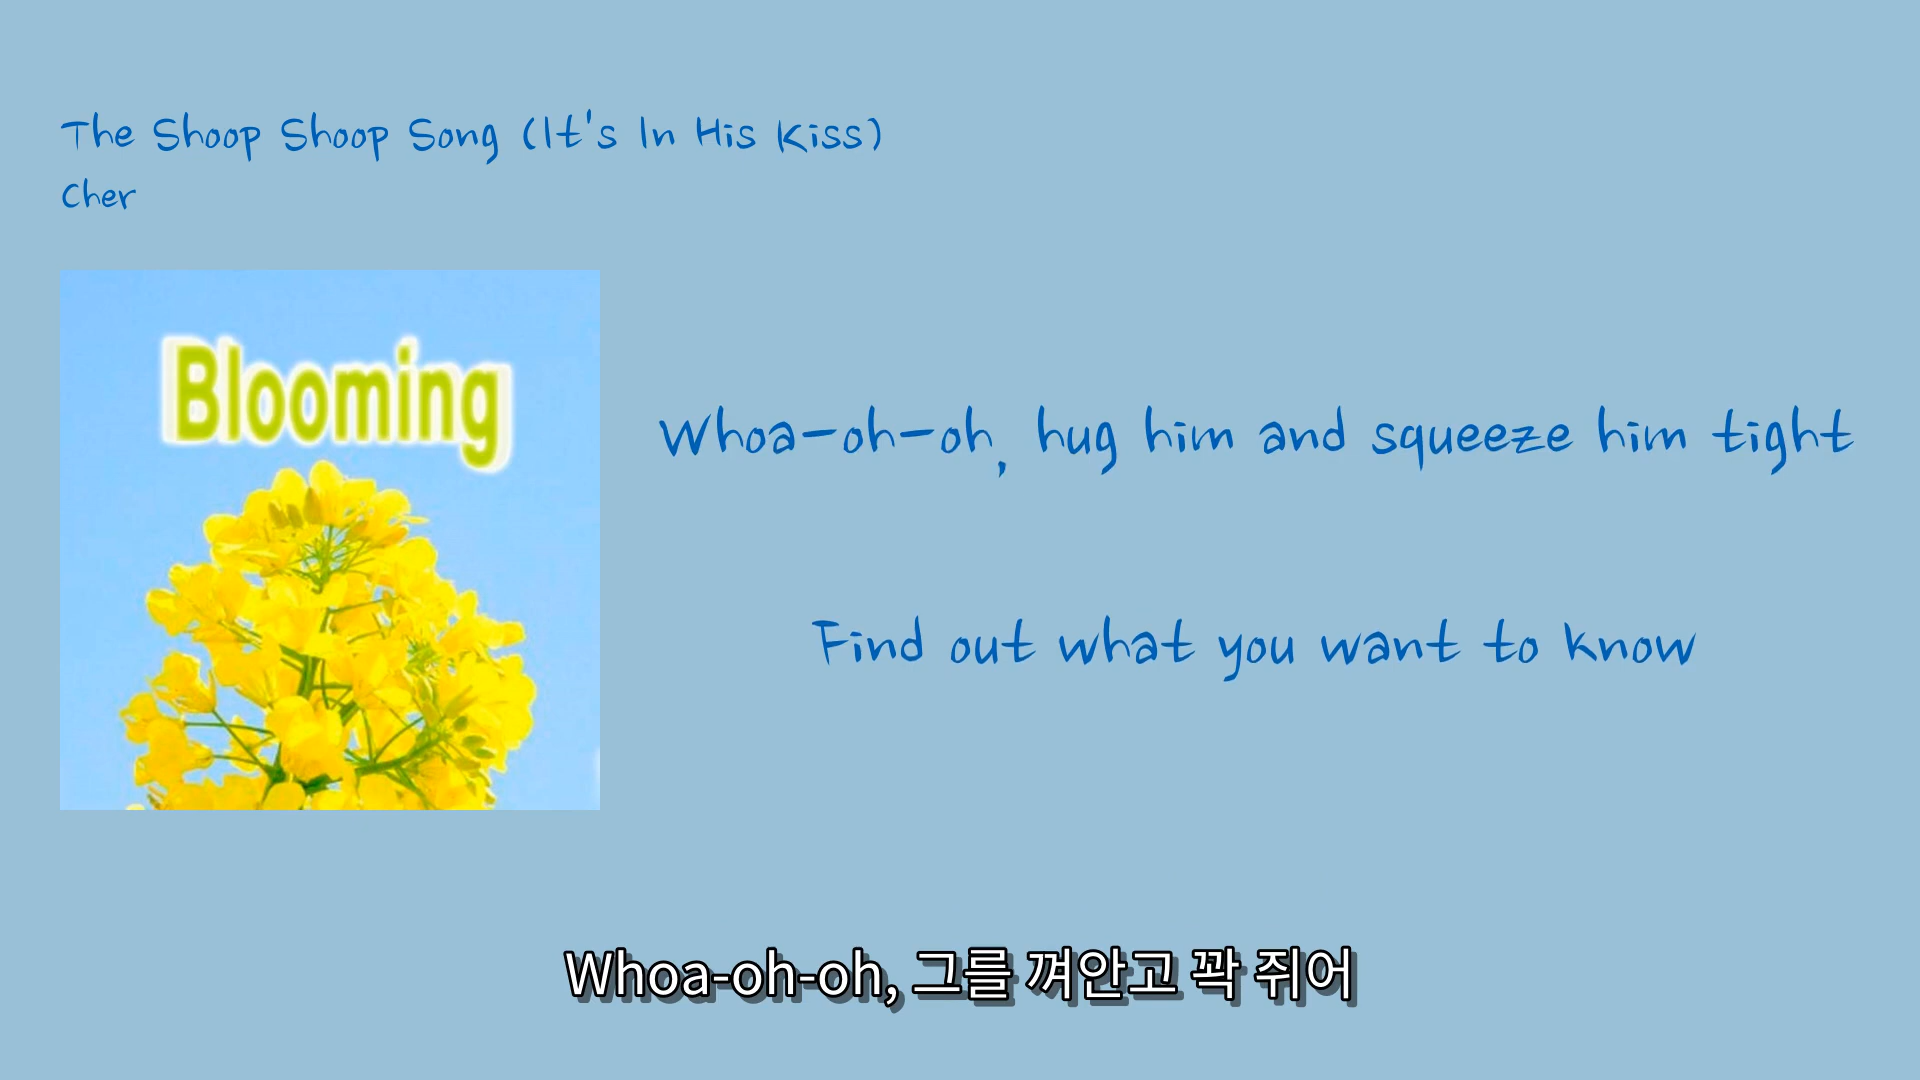 The Shoop Shoop Song (It's In His Kiss)
Cher
Blooming
Whoa-oh-oh, hug him and squeeze him tight
Find out what you want to know
Whoa-oh-oh, 그를 껴안고 꽉 쥐어